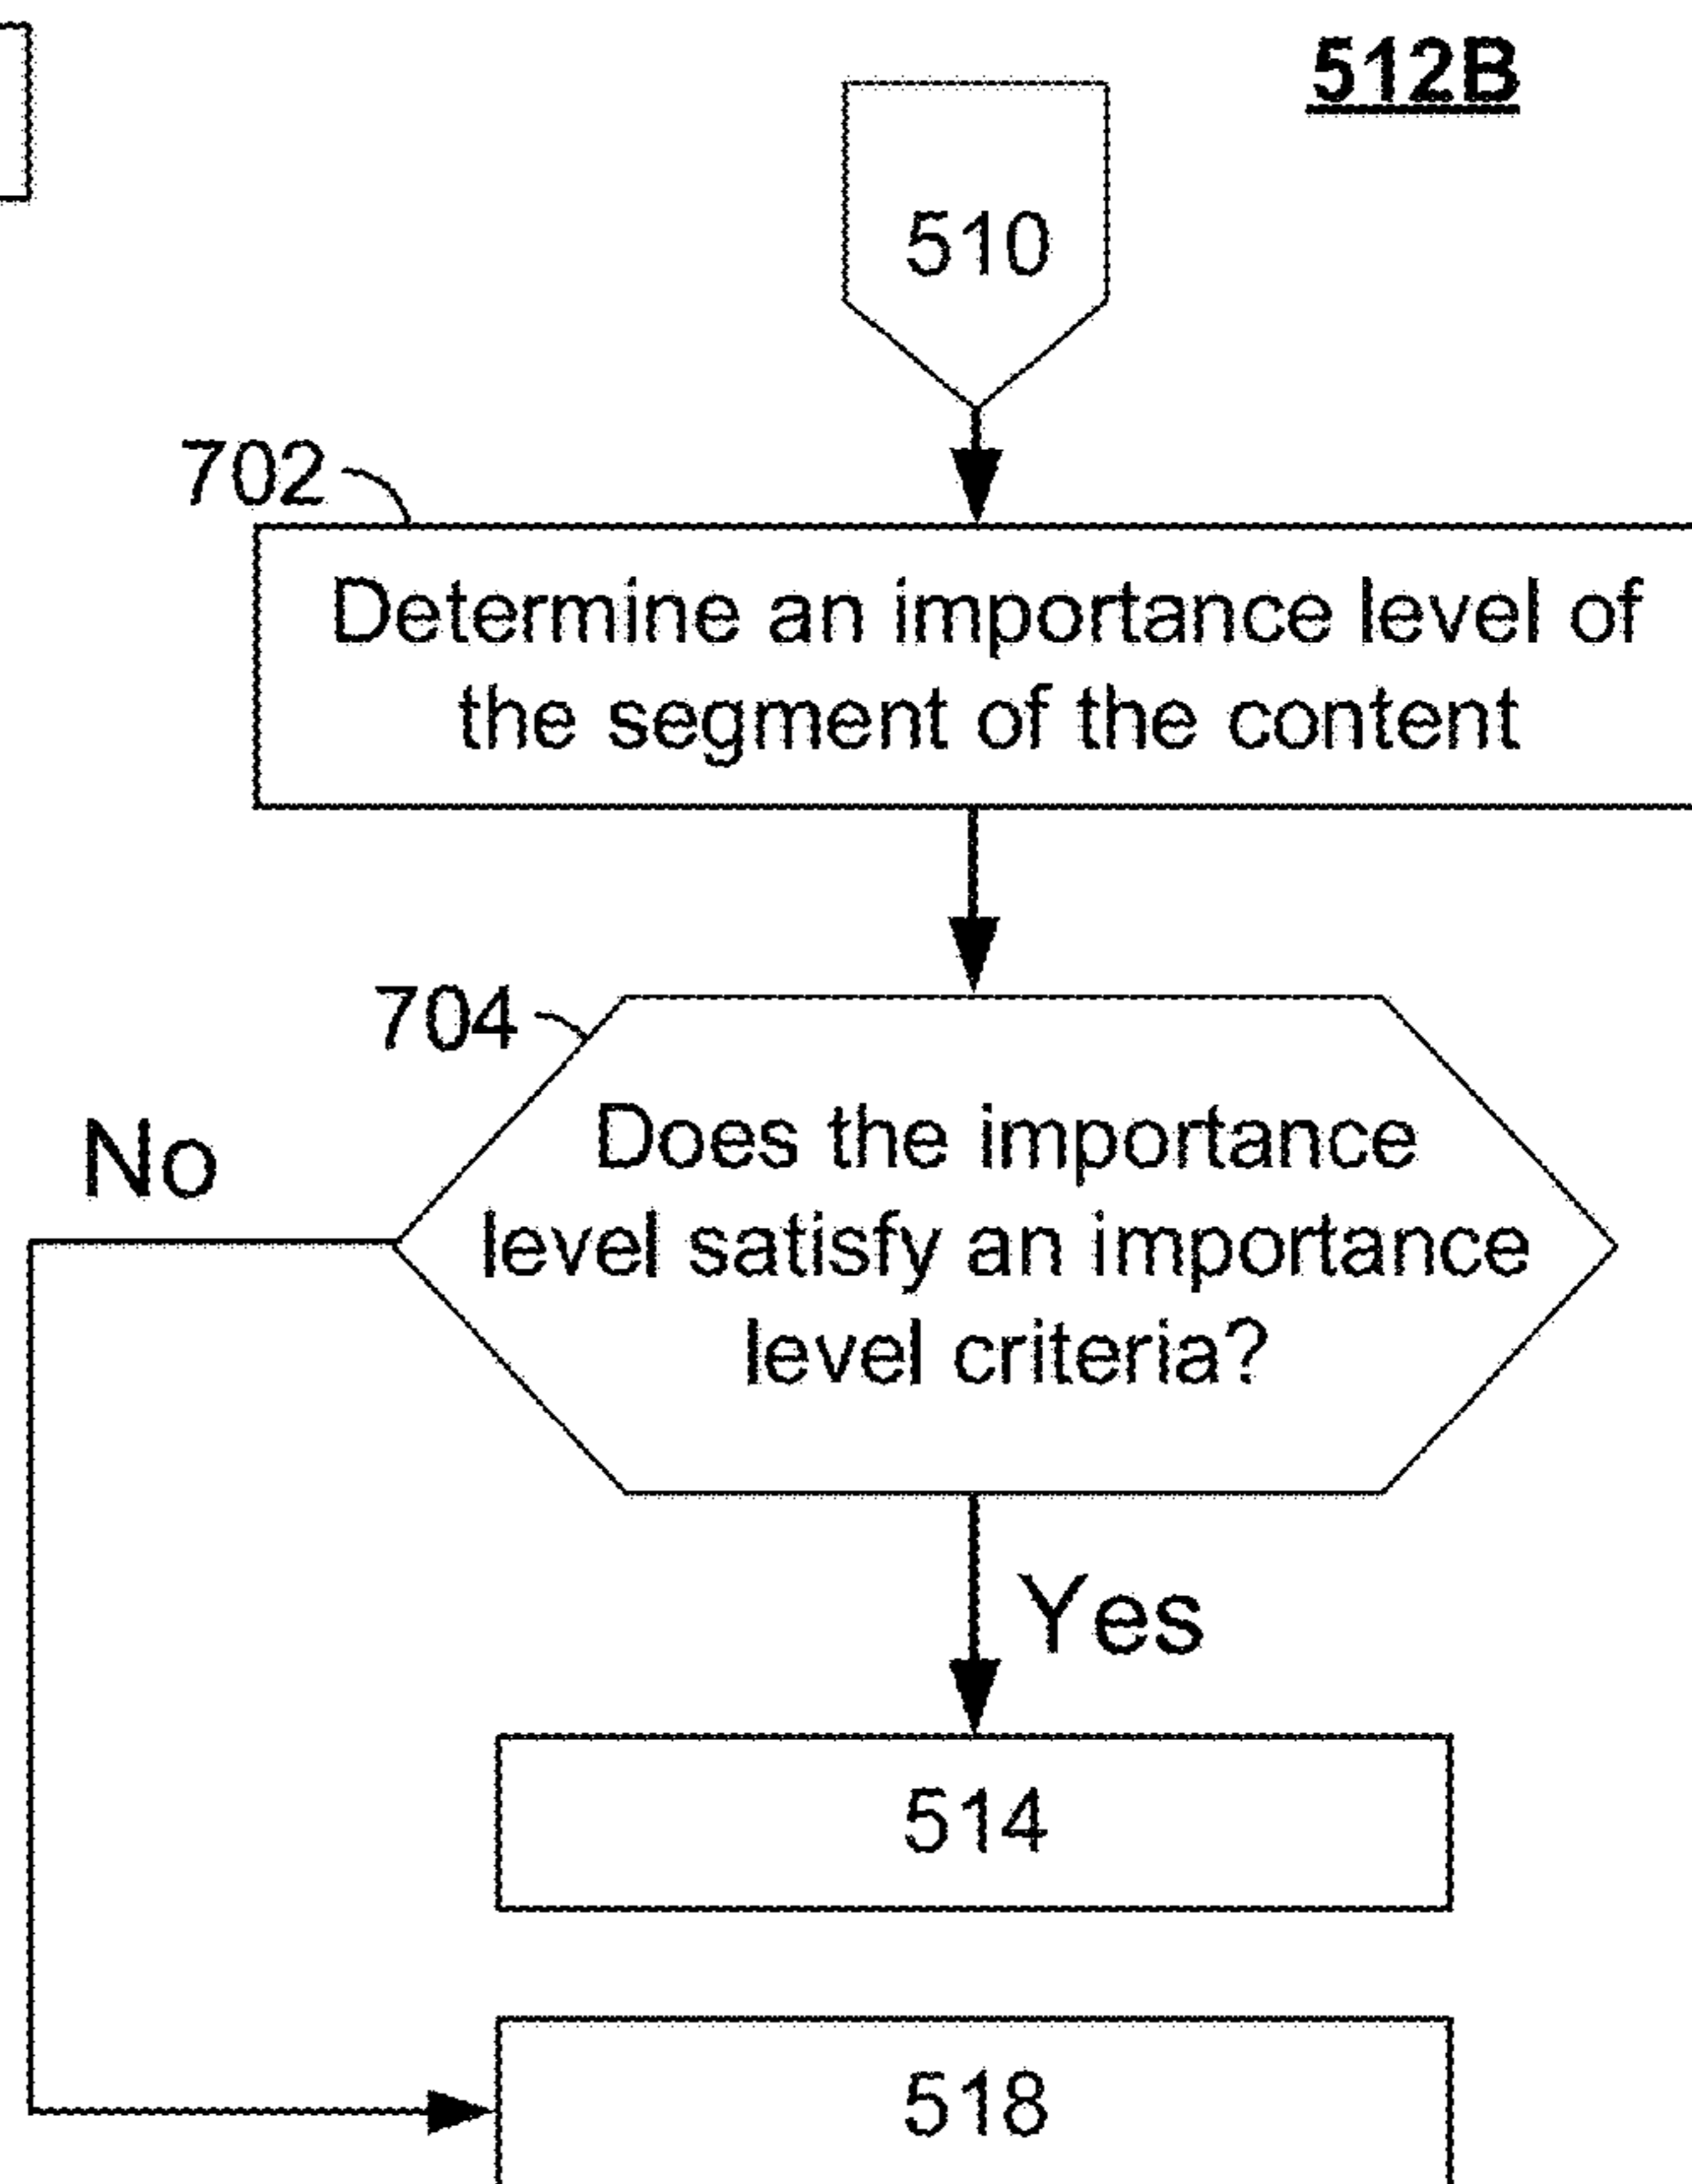 512B
510
702
Determine an importance level of
the segment of the content
704
Does the importance
level satisfy an importance
level criteria?
No
Yes
514
518